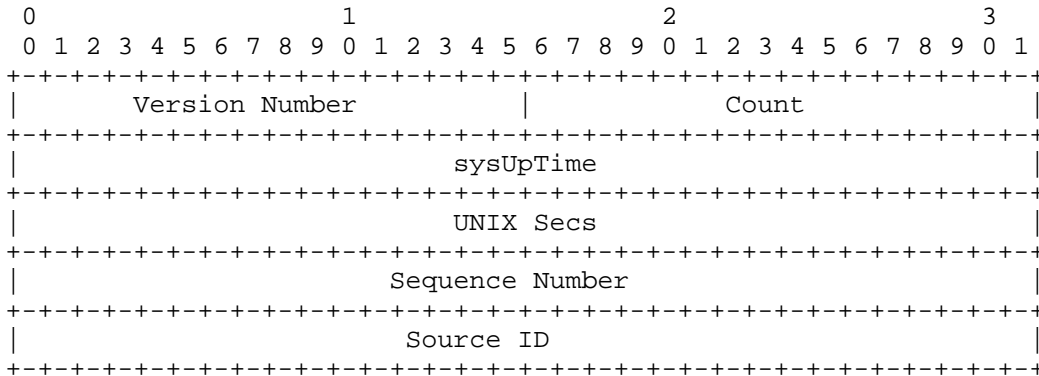 0                   1                   2                   3
 0 1 2 3 4 5 6 7 8 9 0 1 2 3 4 5 6 7 8 9 0 1 2 3 4 5 6 7 8 9 0 1
+-+-+-+-+-+-+-+-+-+-+-+-+-+-+-+-+-+-+-+-+-+-+-+-+-+-+-+-+-+-+-+-+
|       Version Number          |            Count              |
+-+-+-+-+-+-+-+-+-+-+-+-+-+-+-+-+-+-+-+-+-+-+-+-+-+-+-+-+-+-+-+-+
|                           sysUpTime                           |
+-+-+-+-+-+-+-+-+-+-+-+-+-+-+-+-+-+-+-+-+-+-+-+-+-+-+-+-+-+-+-+-+
|                           UNIX Secs                           |
+-+-+-+-+-+-+-+-+-+-+-+-+-+-+-+-+-+-+-+-+-+-+-+-+-+-+-+-+-+-+-+-+
|                       Sequence Number                         |
+-+-+-+-+-+-+-+-+-+-+-+-+-+-+-+-+-+-+-+-+-+-+-+-+-+-+-+-+-+-+-+-+
|                        Source ID                              |
+-+-+-+-+-+-+-+-+-+-+-+-+-+-+-+-+-+-+-+-+-+-+-+-+-+-+-+-+-+-+-+-+